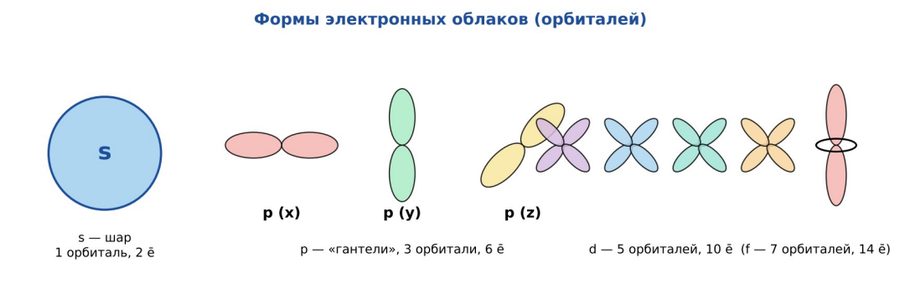 Формы электронных облаков (орбиталей)
s
p (x)
p (y)
p (z)
s — шар
1 орбиталь, 2 ē
p — «гантели», 3 орбитали, 6 ē
d — 5 орбиталей, 10 ē (f — 7 орбиталей, 14 ē)